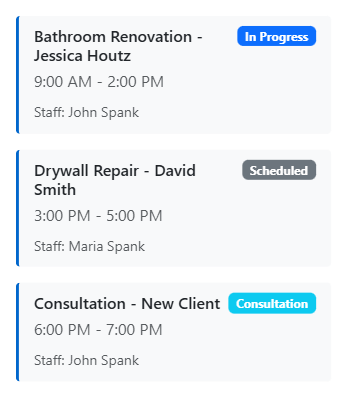 Bathroom Renovation -
Jessica Houtz
In Progress
9:00 AM - 2:00 PM
Staff: John Spank
Drywall Repair - David
Smith
Scheduled
3:00 PM - 5:00 PM
Staff: Maria Spank
Consultation - New Client
Consultation
6:00 PM - 7:00 PM
Staff: John Spank